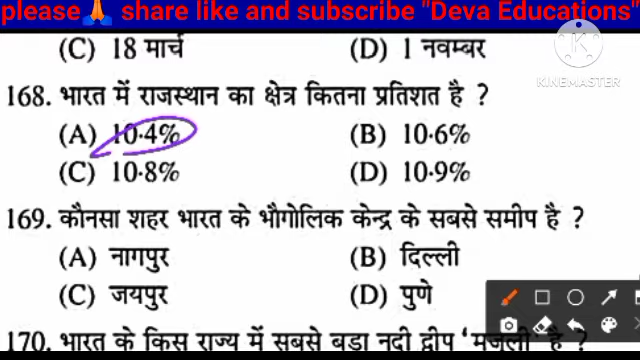 please🙏 share like and subscribe "Deva Educations"
(C) 18 मार्च (D) 1 नवम्बर
KINEMASTER
168. भारत में राजस्थान का क्षेत्र कितना प्रतिशत है ?
(A) 10·4% (B) 10·6%
(C) 10·8% (D) 10·9%
169. कौनसा शहर भारत के भौगोलिक केन्द्र के सबसे समीप है ?
(A) नागपुर (B) दिल्ली
(C) जयपुर (D) पुणे
170. भारत के किस राज्य में सबसे बडा नदी द्वीप ‘मजुली’ है ?